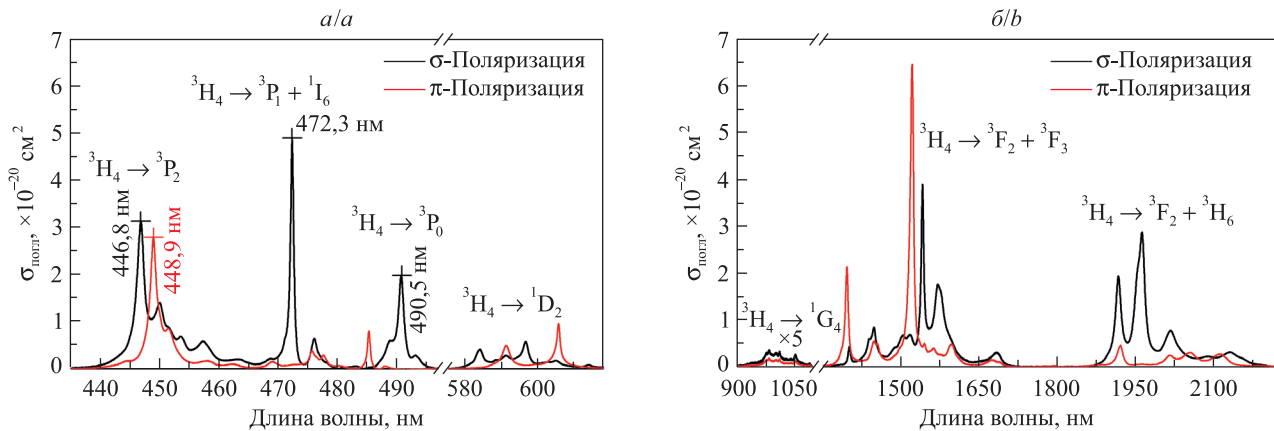 а/a
7
6
5
4
3
2
1
0
σпогл, ×10⁻²⁰ см²
σ-Поляризация
π-Поляризация
³H₄ → ³P₁ + ¹I₆
472,3 нм
³H₄ → ³P₂
446,8 нм
448,9 нм
³H₄ → ³P₀
490,5 нм
³H₄ → ¹D₂
440 450 460 470 480 490 580 600
Длина волны, нм
б/b
7
6
5
4
3
2
1
0
σпогл, ×10⁻²⁰ см²
σ-Поляризация
π-Поляризация
³H₄ → ³F₂ + ³F₃
³H₄ → ³F₂ + ³H₆
³H₄ → ¹G₄
×5
900 1050 1500 1650 1800 1950 2100
Длина волны, нм